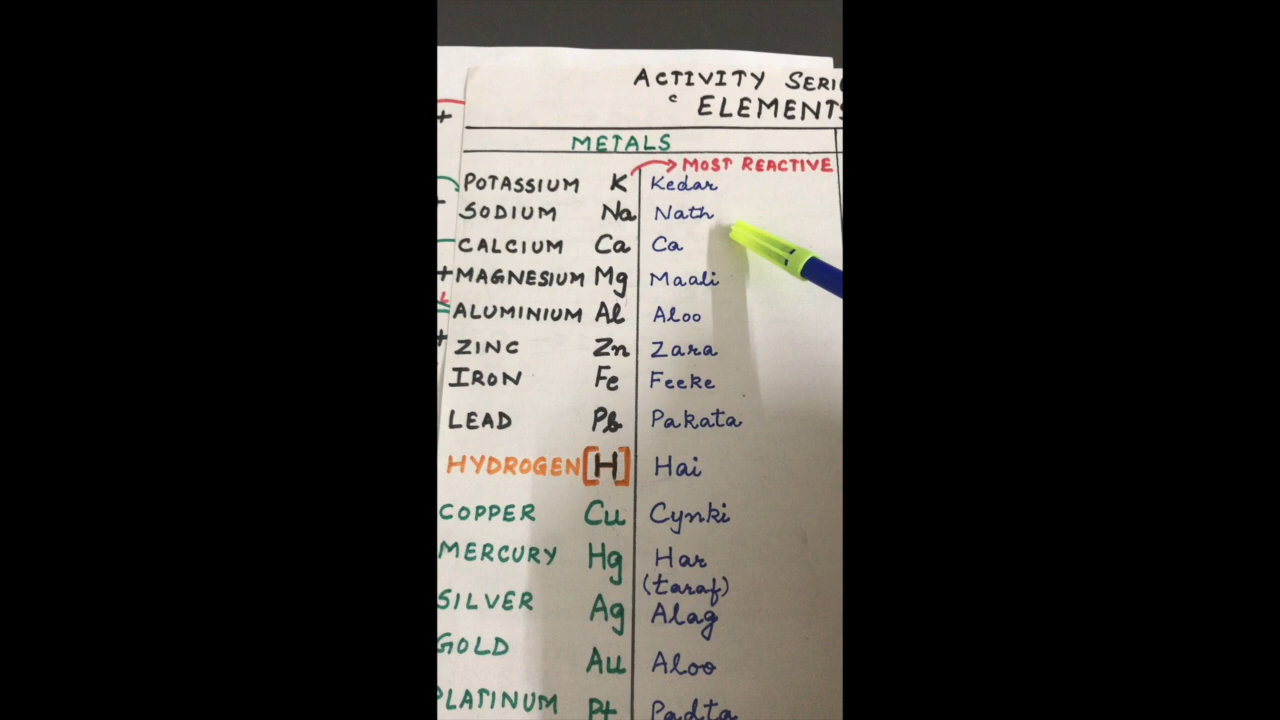 ACTIVITY SERI
c ELEMENTS
METALS
MOST REACTIVE
POTASSIUM K Kedar
SODIUM Na Nath
CALCIUM Ca Ca
MAGNESIUM Mg Maali
ALUMINIUM Al Aloo
ZINC Zn Zara
IRON Fe Feeke
LEAD Pb Pakata
HYDROGEN [H] Hai
COPPER Cu Cynki
MERCURY Hg Har
(taraf)
SILVER Ag Alag
GOLD Au Aloo
PLATINUM Pt Padta